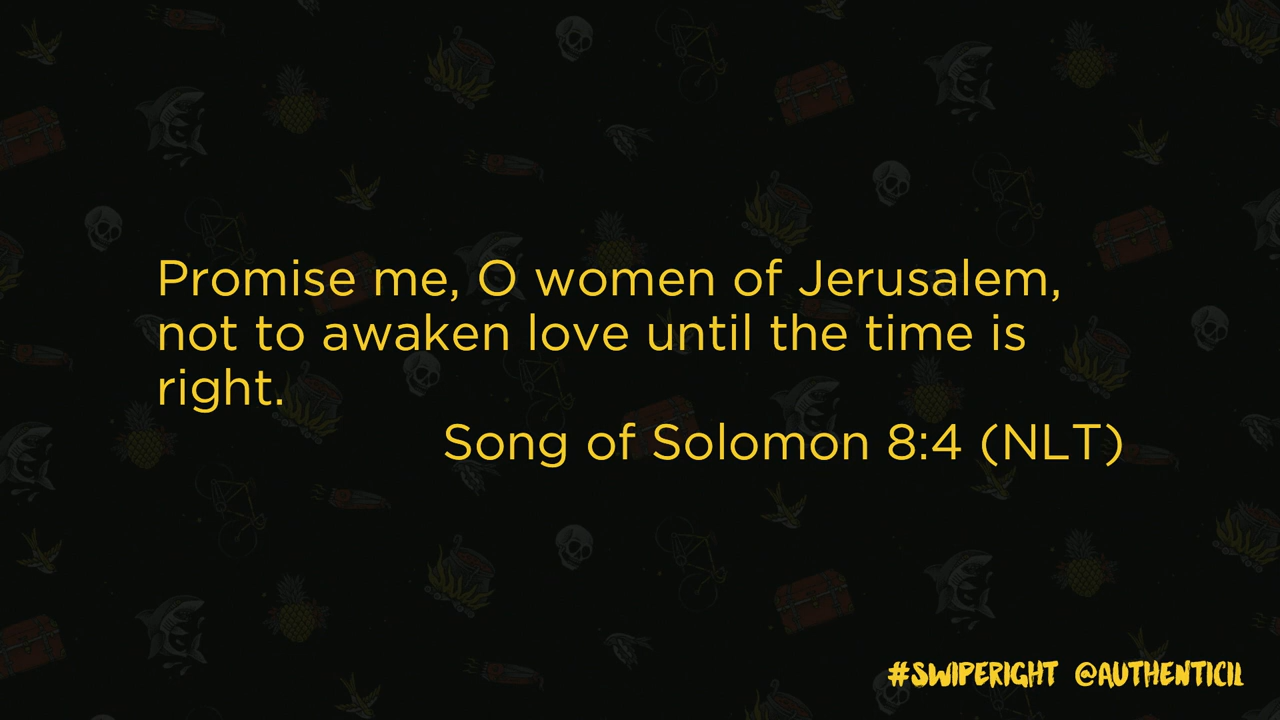 Promise me, O women of Jerusalem,
not to awaken love until the time is
right.
Song of Solomon 8:4 (NLT)
#SWIPERIGHT @AUTHENTICIL